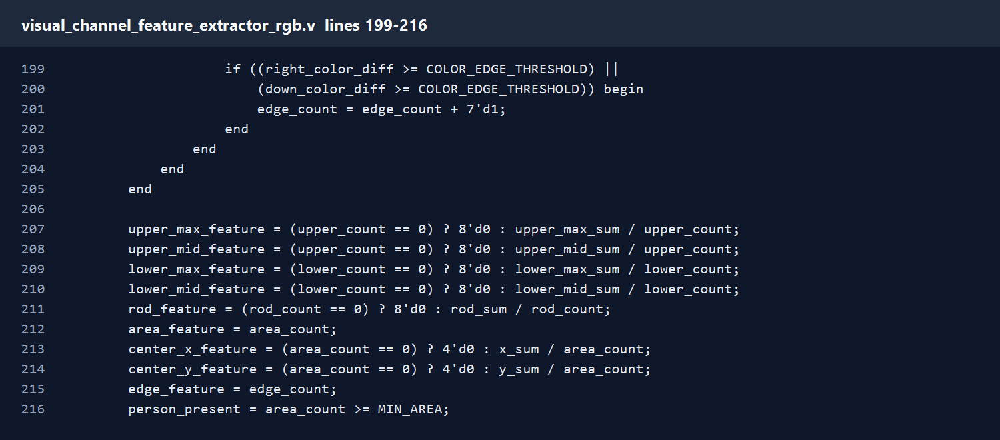 visual_channel_feature_extractor_rgb.v lines 199-216
199 if ((right_color_diff >= COLOR_EDGE_THRESHOLD) ||
200 (down_color_diff >= COLOR_EDGE_THRESHOLD)) begin
201 edge_count = edge_count + 7'd1;
202 end
203 end
204 end
205 end
206
207 upper_max_feature = (upper_count == 0) ? 8'd0 : upper_max_sum / upper_count;
208 upper_mid_feature = (upper_count == 0) ? 8'd0 : upper_mid_sum / upper_count;
209 lower_max_feature = (lower_count == 0) ? 8'd0 : lower_max_sum / lower_count;
210 lower_mid_feature = (lower_count == 0) ? 8'd0 : lower_mid_sum / lower_count;
211 rod_feature = (rod_count == 0) ? 8'd0 : rod_sum / rod_count;
212 area_feature = area_count;
213 center_x_feature = (area_count == 0) ? 4'd0 : x_sum / area_count;
214 center_y_feature = (area_count == 0) ? 4'd0 : y_sum / area_count;
215 edge_feature = edge_count;
216 person_present = area_count >= MIN_AREA;